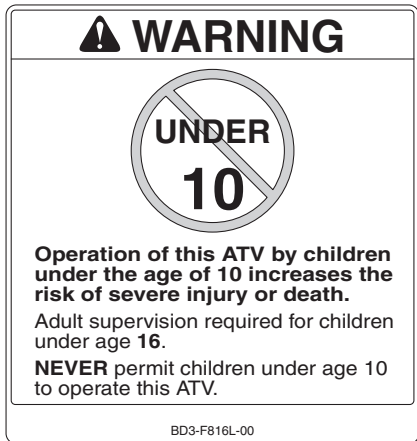 WARNING
UNDER
10
Operation of this ATV by children
under the age of 10 increases the
risk of severe injury or death.
Adult supervision required for children
under age 16.
NEVER permit children under age 10
to operate this ATV.
BD3-F816L-00